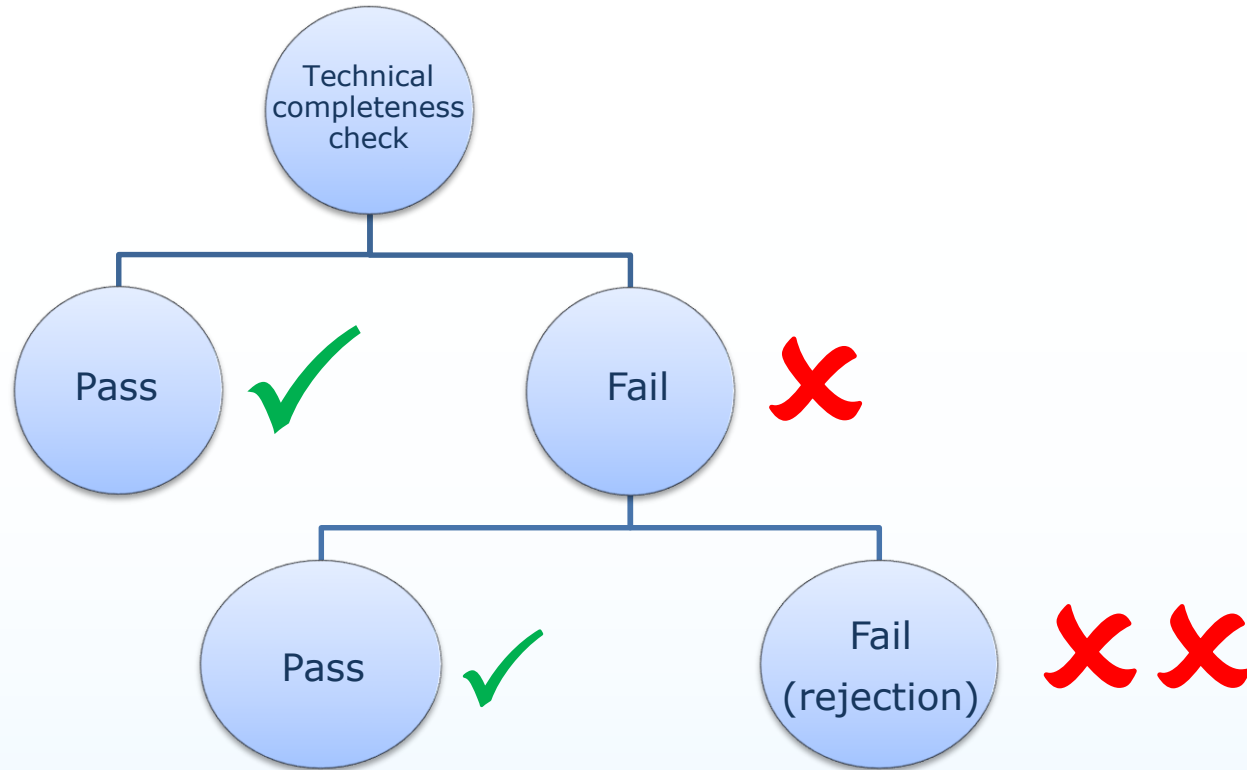 Technical
completeness
check
Pass
Fail
Pass
Fail
(rejection)